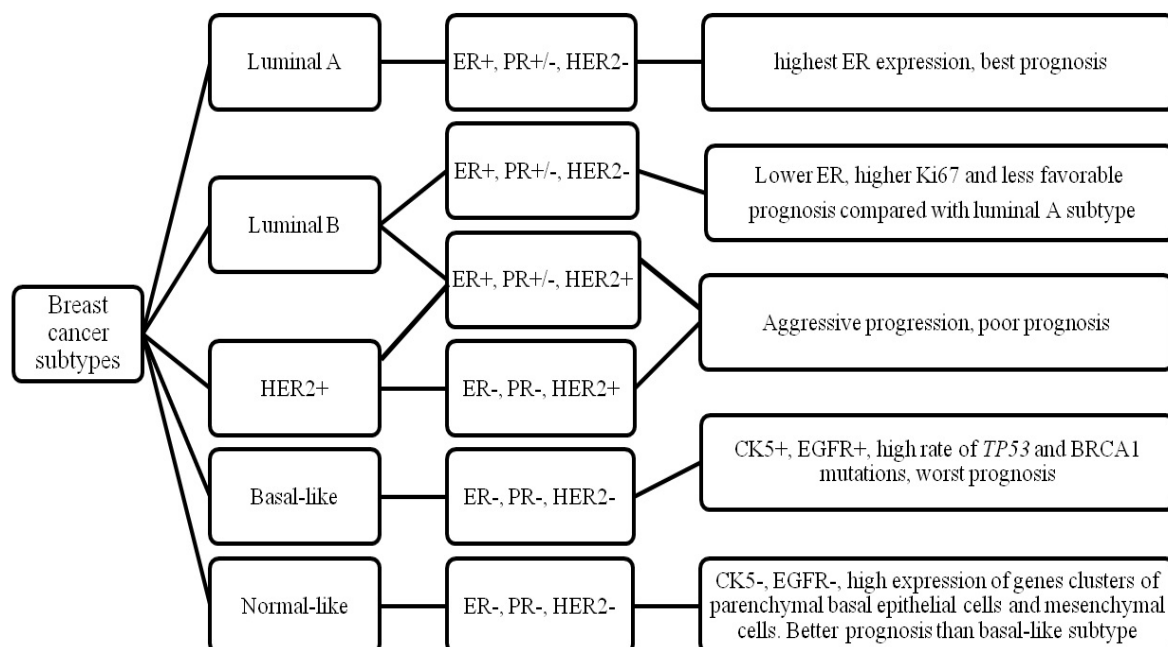 Luminal A
ER+, PR+/-, HER2-
highest ER expression, best prognosis
Luminal B
ER+, PR+/-, HER2-
Lower ER, higher Ki67 and less favorable
prognosis compared with luminal A subtype
ER+, PR+/-, HER2+
Aggressive progression, poor prognosis
Breast
cancer
subtypes
HER2+
ER-, PR-, HER2+
Basal-like
ER-, PR-, HER2-
CK5+, EGFR+, high rate of TP53 and BRCA1
mutations, worst prognosis
Normal-like
ER-, PR-, HER2-
CK5-, EGFR-, high expression of genes clusters of
parenchymal basal epithelial cells and mesenchymal
cells. Better prognosis than basal-like subtype